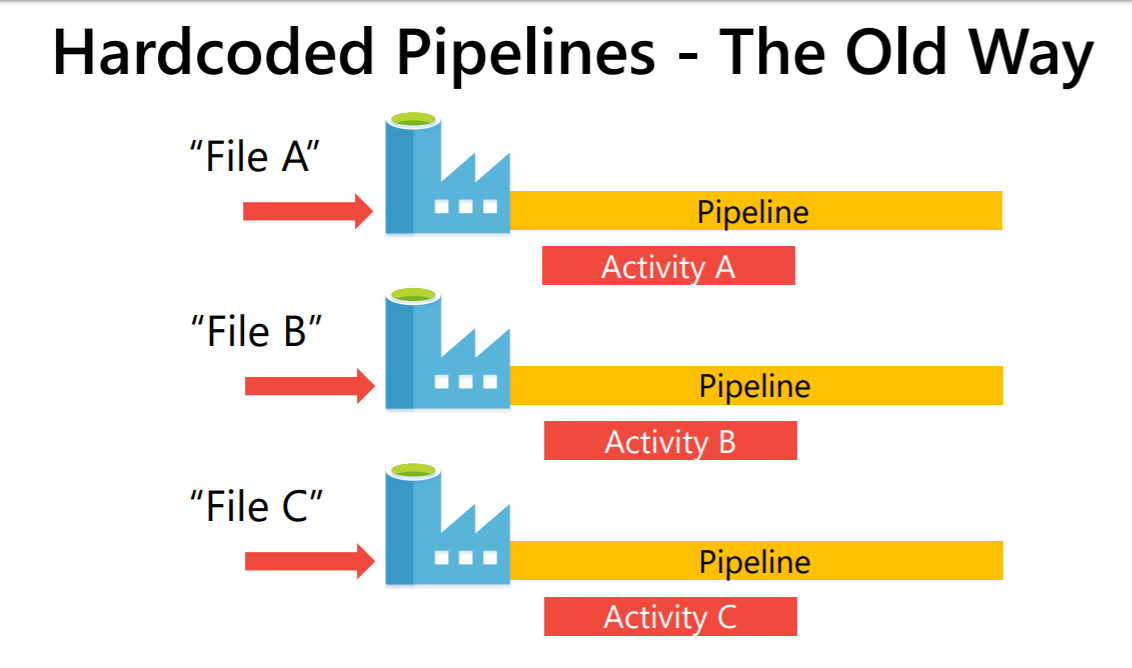 Hardcoded Pipelines - The Old Way
“File A”
Pipeline
Activity A
“File B”
Pipeline
Activity B
“File C”
Pipeline
Activity C